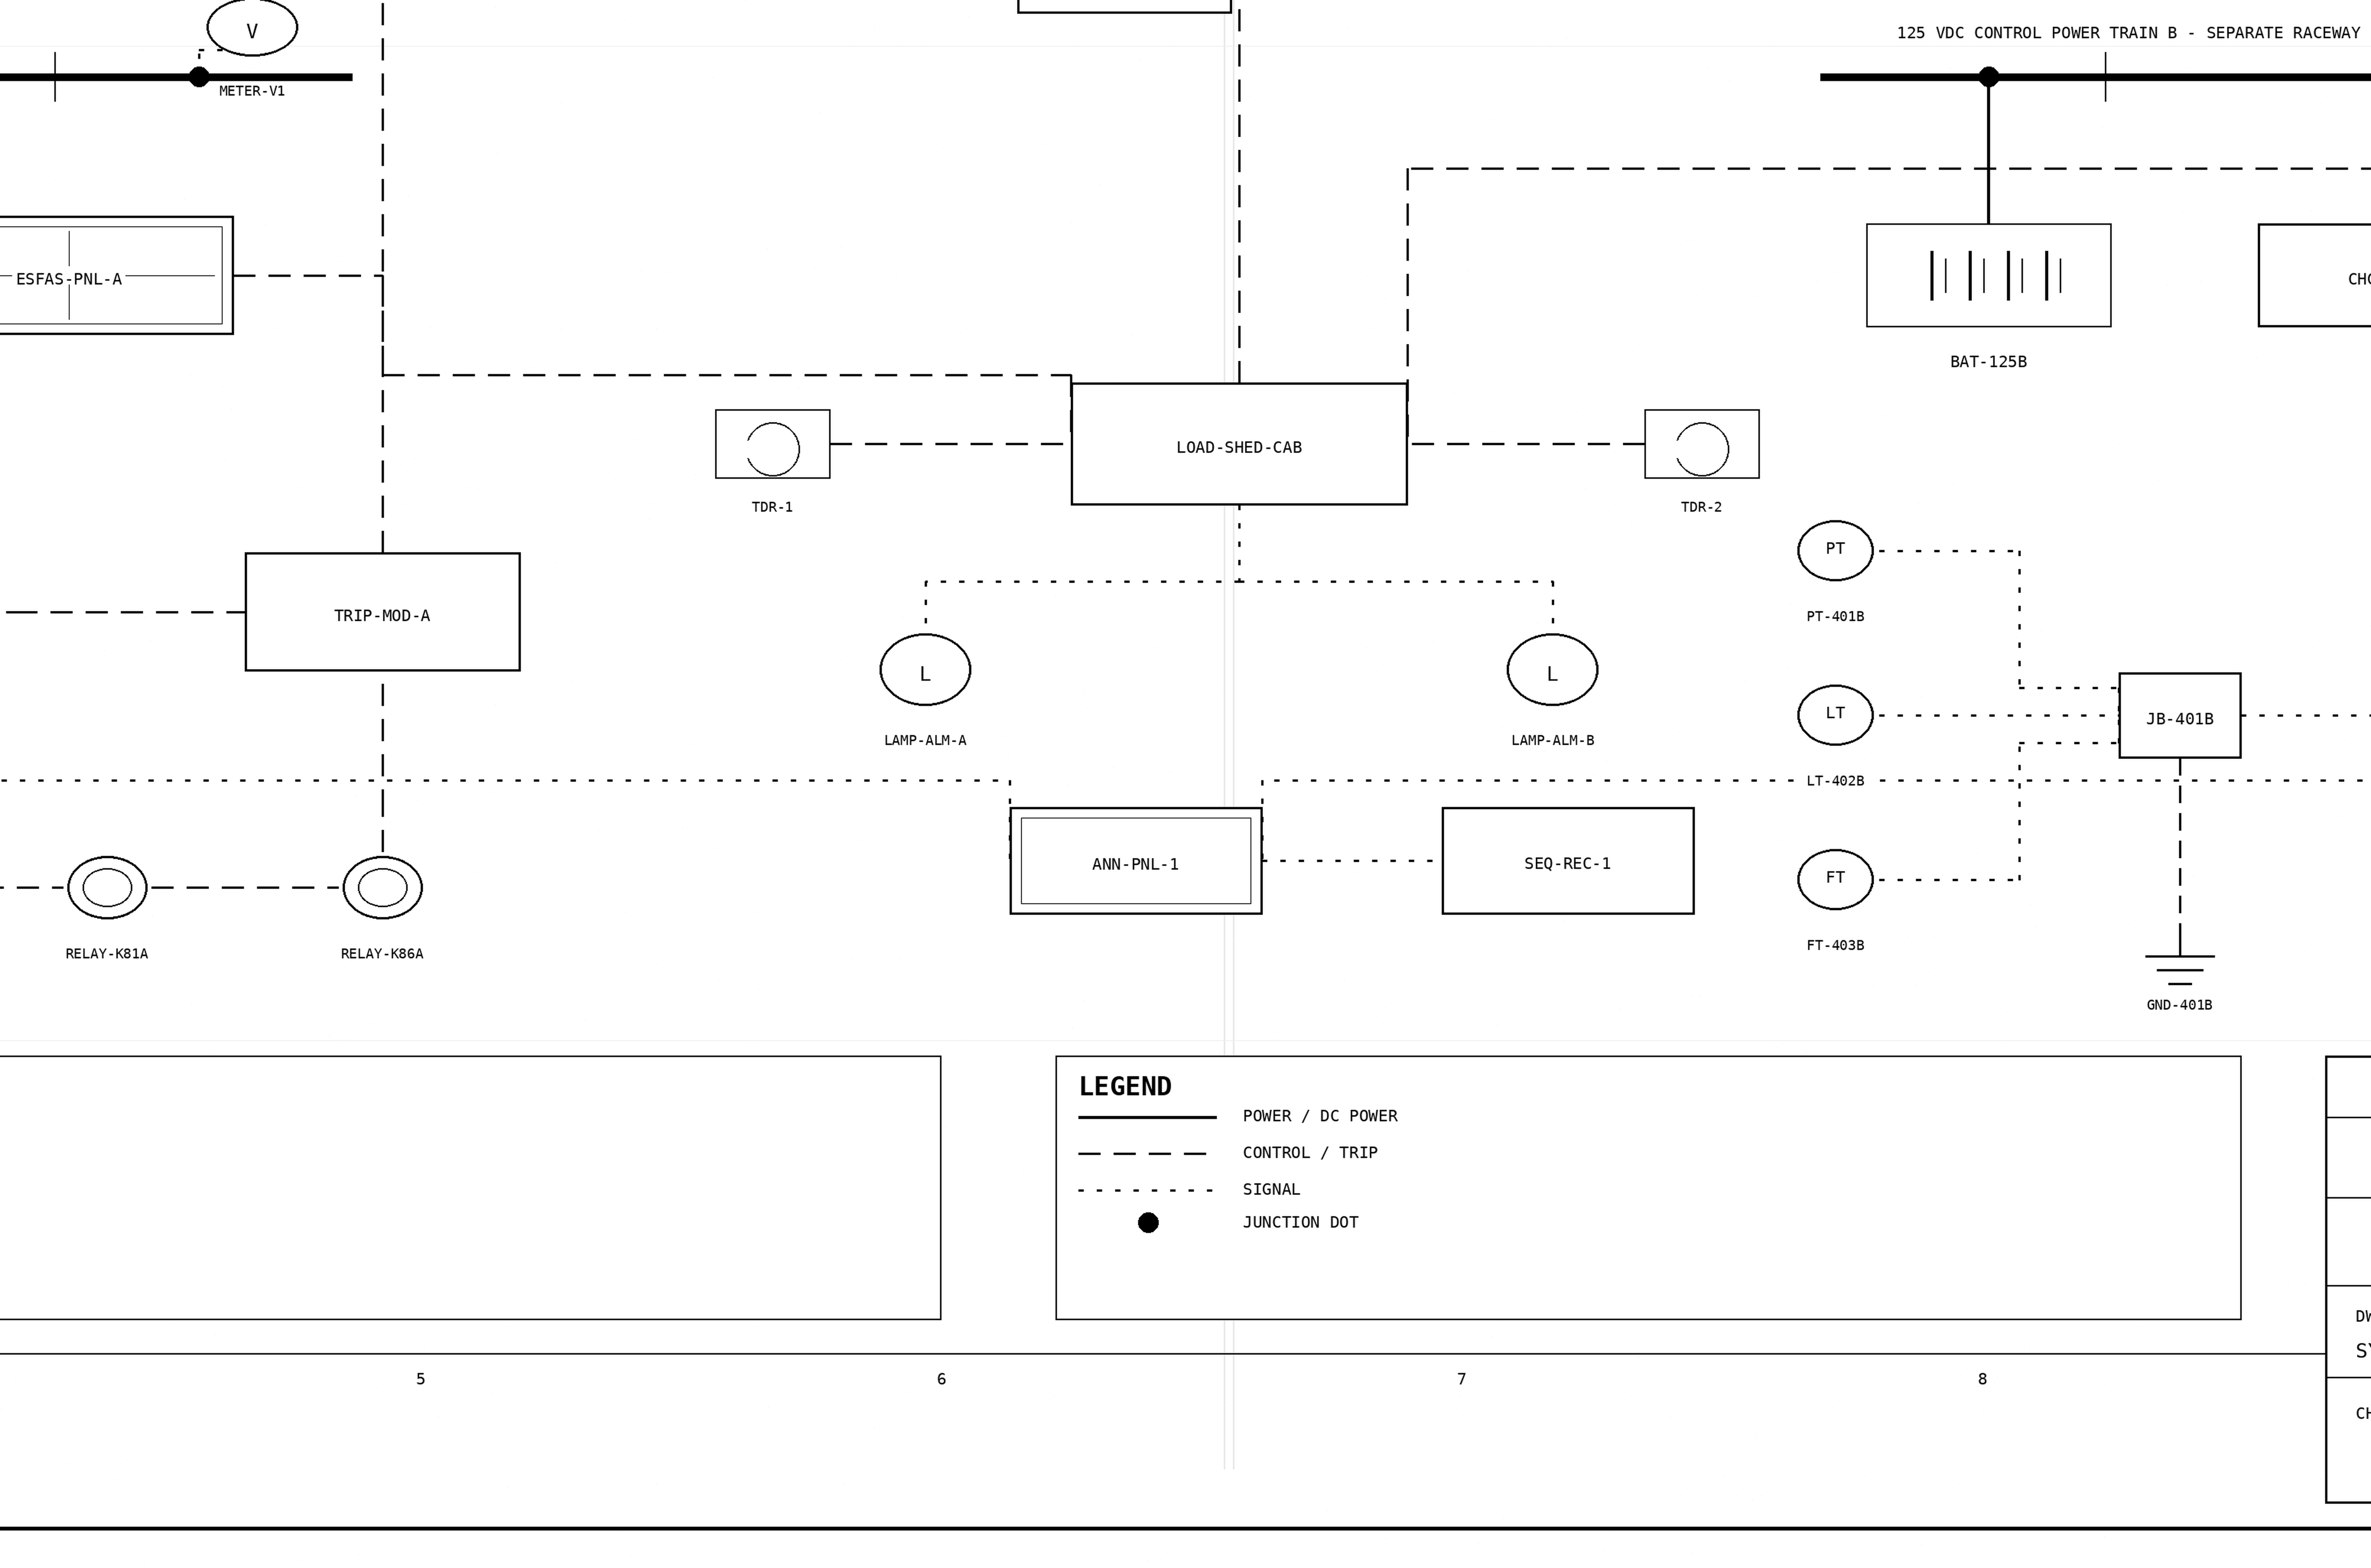 V
125 VDC CONTROL POWER TRAIN B - SEPARATE RACEWAY
METER-V1
ESFAS-PNL-A
CHG
BAT-125B
LOAD-SHED-CAB
TDR-1
TDR-2
PT
TRIP-MOD-A
PT-401B
L
L
LT
JB-401B
LAMP-ALM-A
LAMP-ALM-B
LT-402B
ANN-PNL-1
SEQ-REC-1
FT
RELAY-K81A
RELAY-K86A
FT-403B
GND-401B
LEGEND
POWER / DC POWER
CONTROL / TRIP
SIGNAL
JUNCTION DOT
5
6
7
8